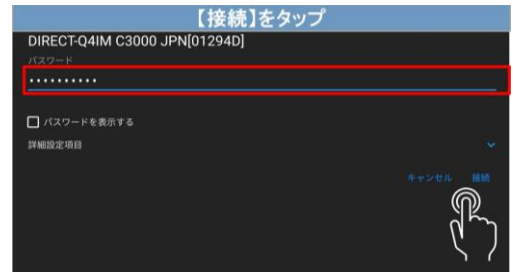 【接続】をタップ
DIRECT-Q4IM C3000 JPN[01294D]
パスワード
••••••••••
パスワードを表示する
詳細設定項目
キャンセル 接続